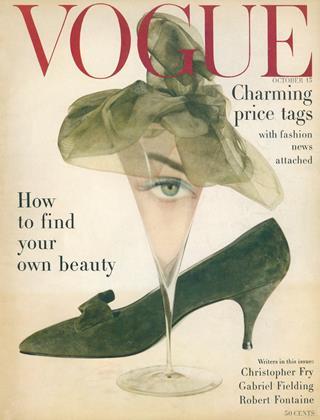 VOGUE
OCTOBER 15
Charming
price tags
with fashion
news
attached
How
to find
your
own beauty
Writers in this issue:
Christopher Fry
Gabriel Fielding
Robert Fontaine
50 CENTS